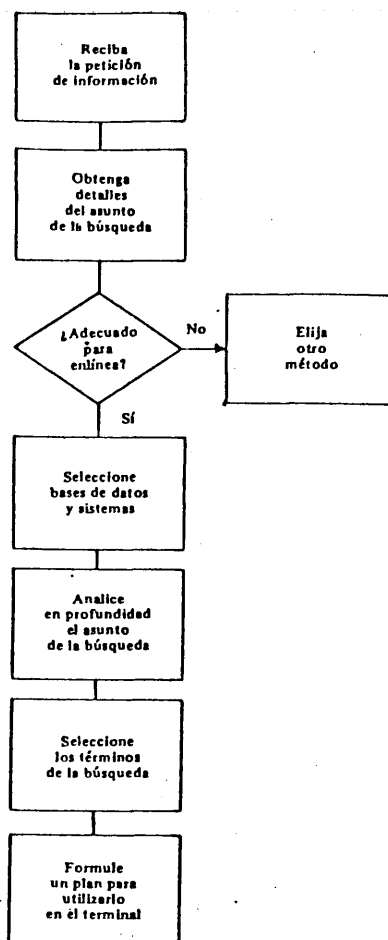 Reciba
la petición
de información
Obtenga
detalles
del asunto
de la búsqueda
¿Adecuado
para
enlínea?
No
Elija
otro
método
Sí
Seleccione
bases de datos
y sistemas
Analice
en profundidad
el asunto
de la búsqueda
Seleccione
los términos
de la búsqueda
Formule
un plan para
utilizarlo
en el terminal